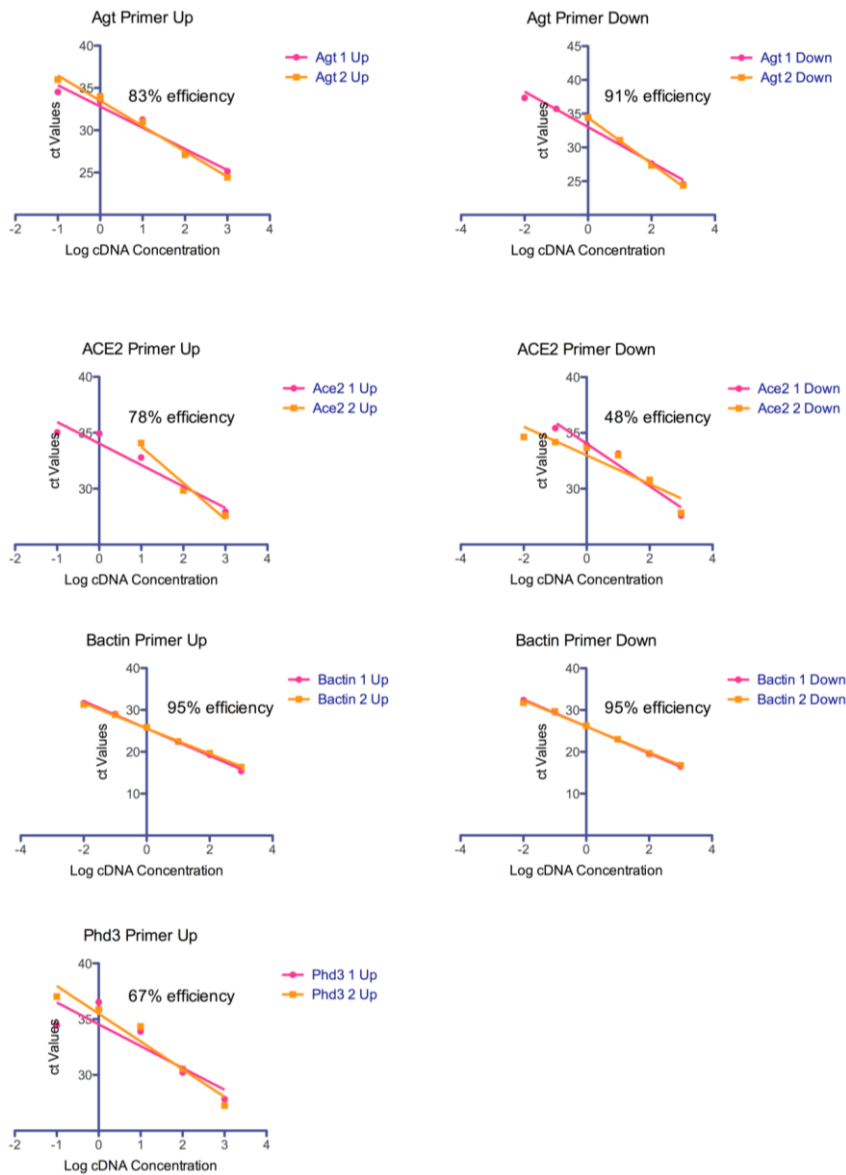 Agt Primer Up
40
35
30
25
ct Values
83% efficiency
-2 -1 0 1 2 3 4
Log cDNA Concentration
Agt 1 Up
Agt 2 Up
Agt Primer Down
45
40
35
30
25
ct Values
91% efficiency
-4 -2 0 2 4
Log cDNA Concentration
Agt 1 Down
Agt 2 Down
ACE2 Primer Up
40
35
30
ct Values
78% efficiency
-2 -1 0 1 2 3 4
Log cDNA Concentration
Ace2 1 Up
Ace2 2 Up
ACE2 Primer Down
40
35
30
ct Values
48% efficiency
-4 -2 0 2 4
Log cDNA Concentration
Ace2 1 Down
Ace2 2 Down
Bactin Primer Up
40
30
20
10
ct Values
95% efficiency
-4 -2 0 2 4
Log cDNA Concentration
Bactin 1 Up
Bactin 2 Up
Bactin Primer Down
40
30
20
10
ct Values
95% efficiency
-4 -2 0 2 4
Log cDNA Concentration
Bactin 1 Down
Bactin 2 Down
Phd3 Primer Up
40
35
30
ct Values
67% efficiency
-2 -1 0 1 2 3 4
Log cDNA Concentration
Phd3 1 Up
Phd3 2 Up